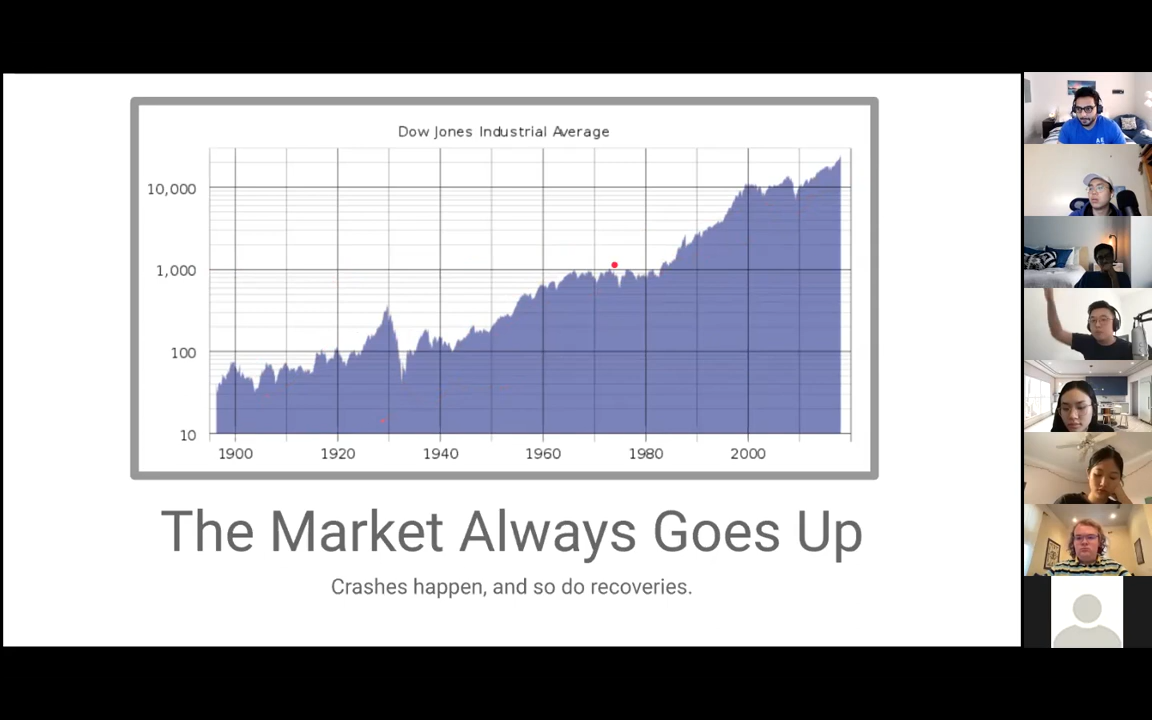 Dow Jones Industrial Average
10,000
1,000
100
10
1900 1920 1940 1960 1980 2000
The Market Always Goes Up
Crashes happen, and so do recoveries.